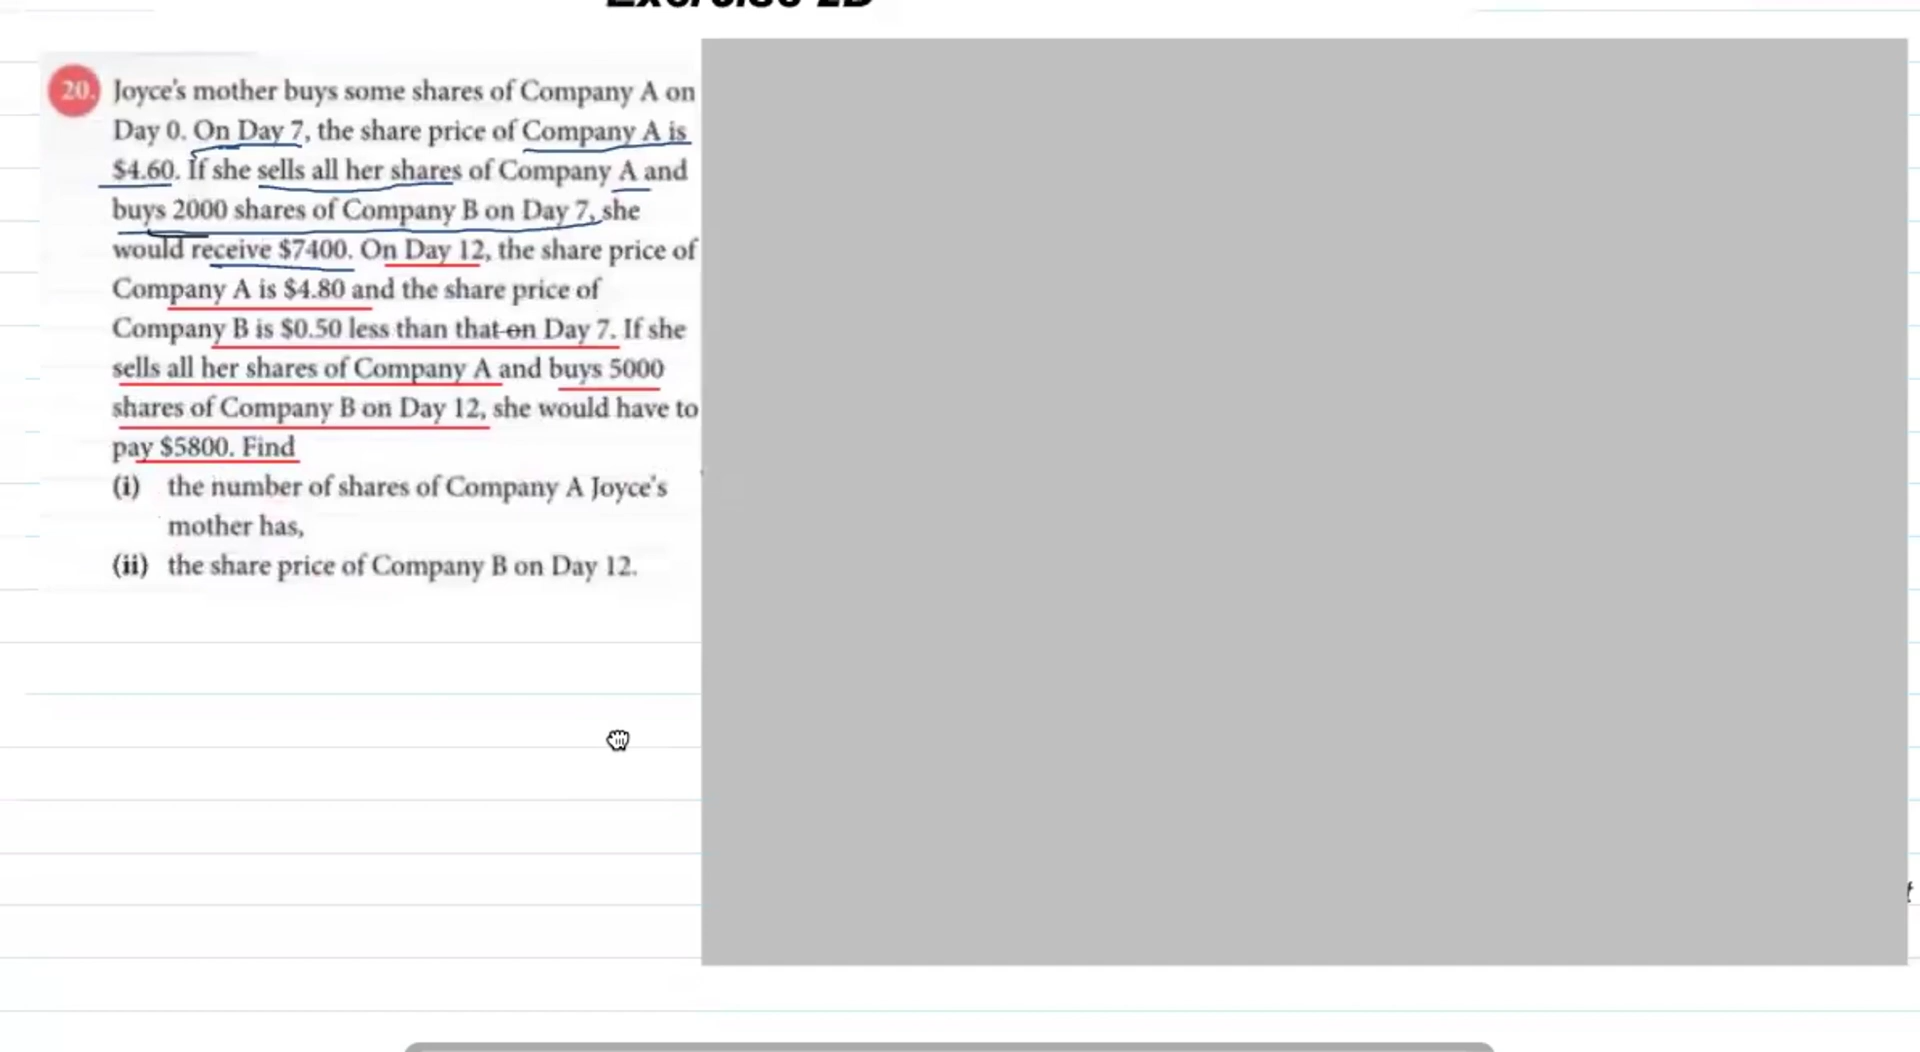 20. Joyce's mother buys some shares of Company A on
Day 0. On Day 7, the share price of Company A is
$4.60. If she sells all her shares of Company A and
buys 2000 shares of Company B on Day 7, she
would receive $7400. On Day 12, the share price of
Company A is $4.80 and the share price of
Company B is $0.50 less than that on Day 7. If she
sells all her shares of Company A and buys 5000
shares of Company B on Day 12, she would have to
pay $5800. Find
(i) the number of shares of Company A Joyce's
mother has,
(ii) the share price of Company B on Day 12.